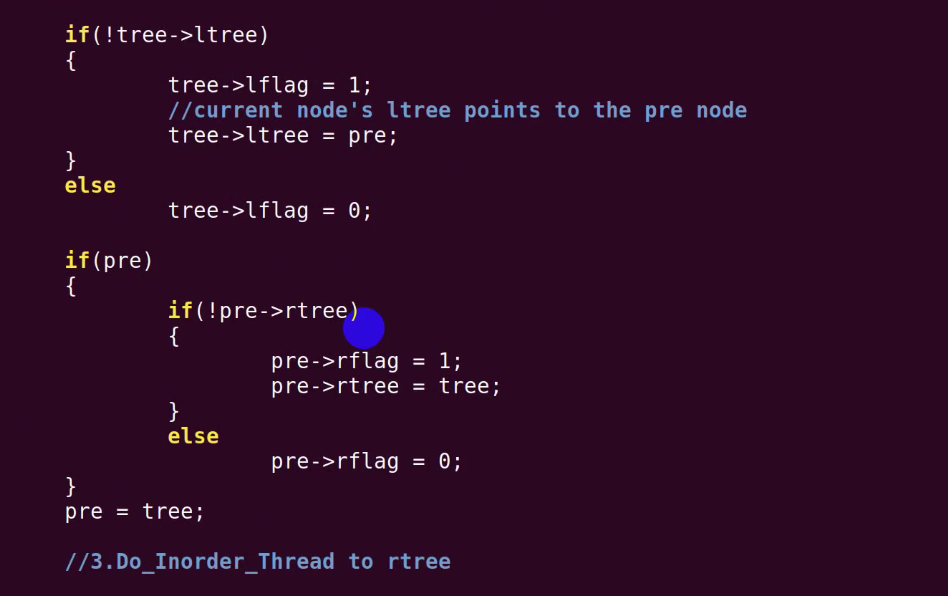 if(!tree->ltree)
{
tree->lflag = 1;
//current node's ltree points to the pre node
tree->ltree = pre;
}
else
tree->lflag = 0;
if(pre)
{
if(!pre->rtree)
{
pre->rflag = 1;
pre->rtree = tree;
}
else
pre->rflag = 0;
}
pre = tree;
//3.Do_Inorder_Thread to rtree